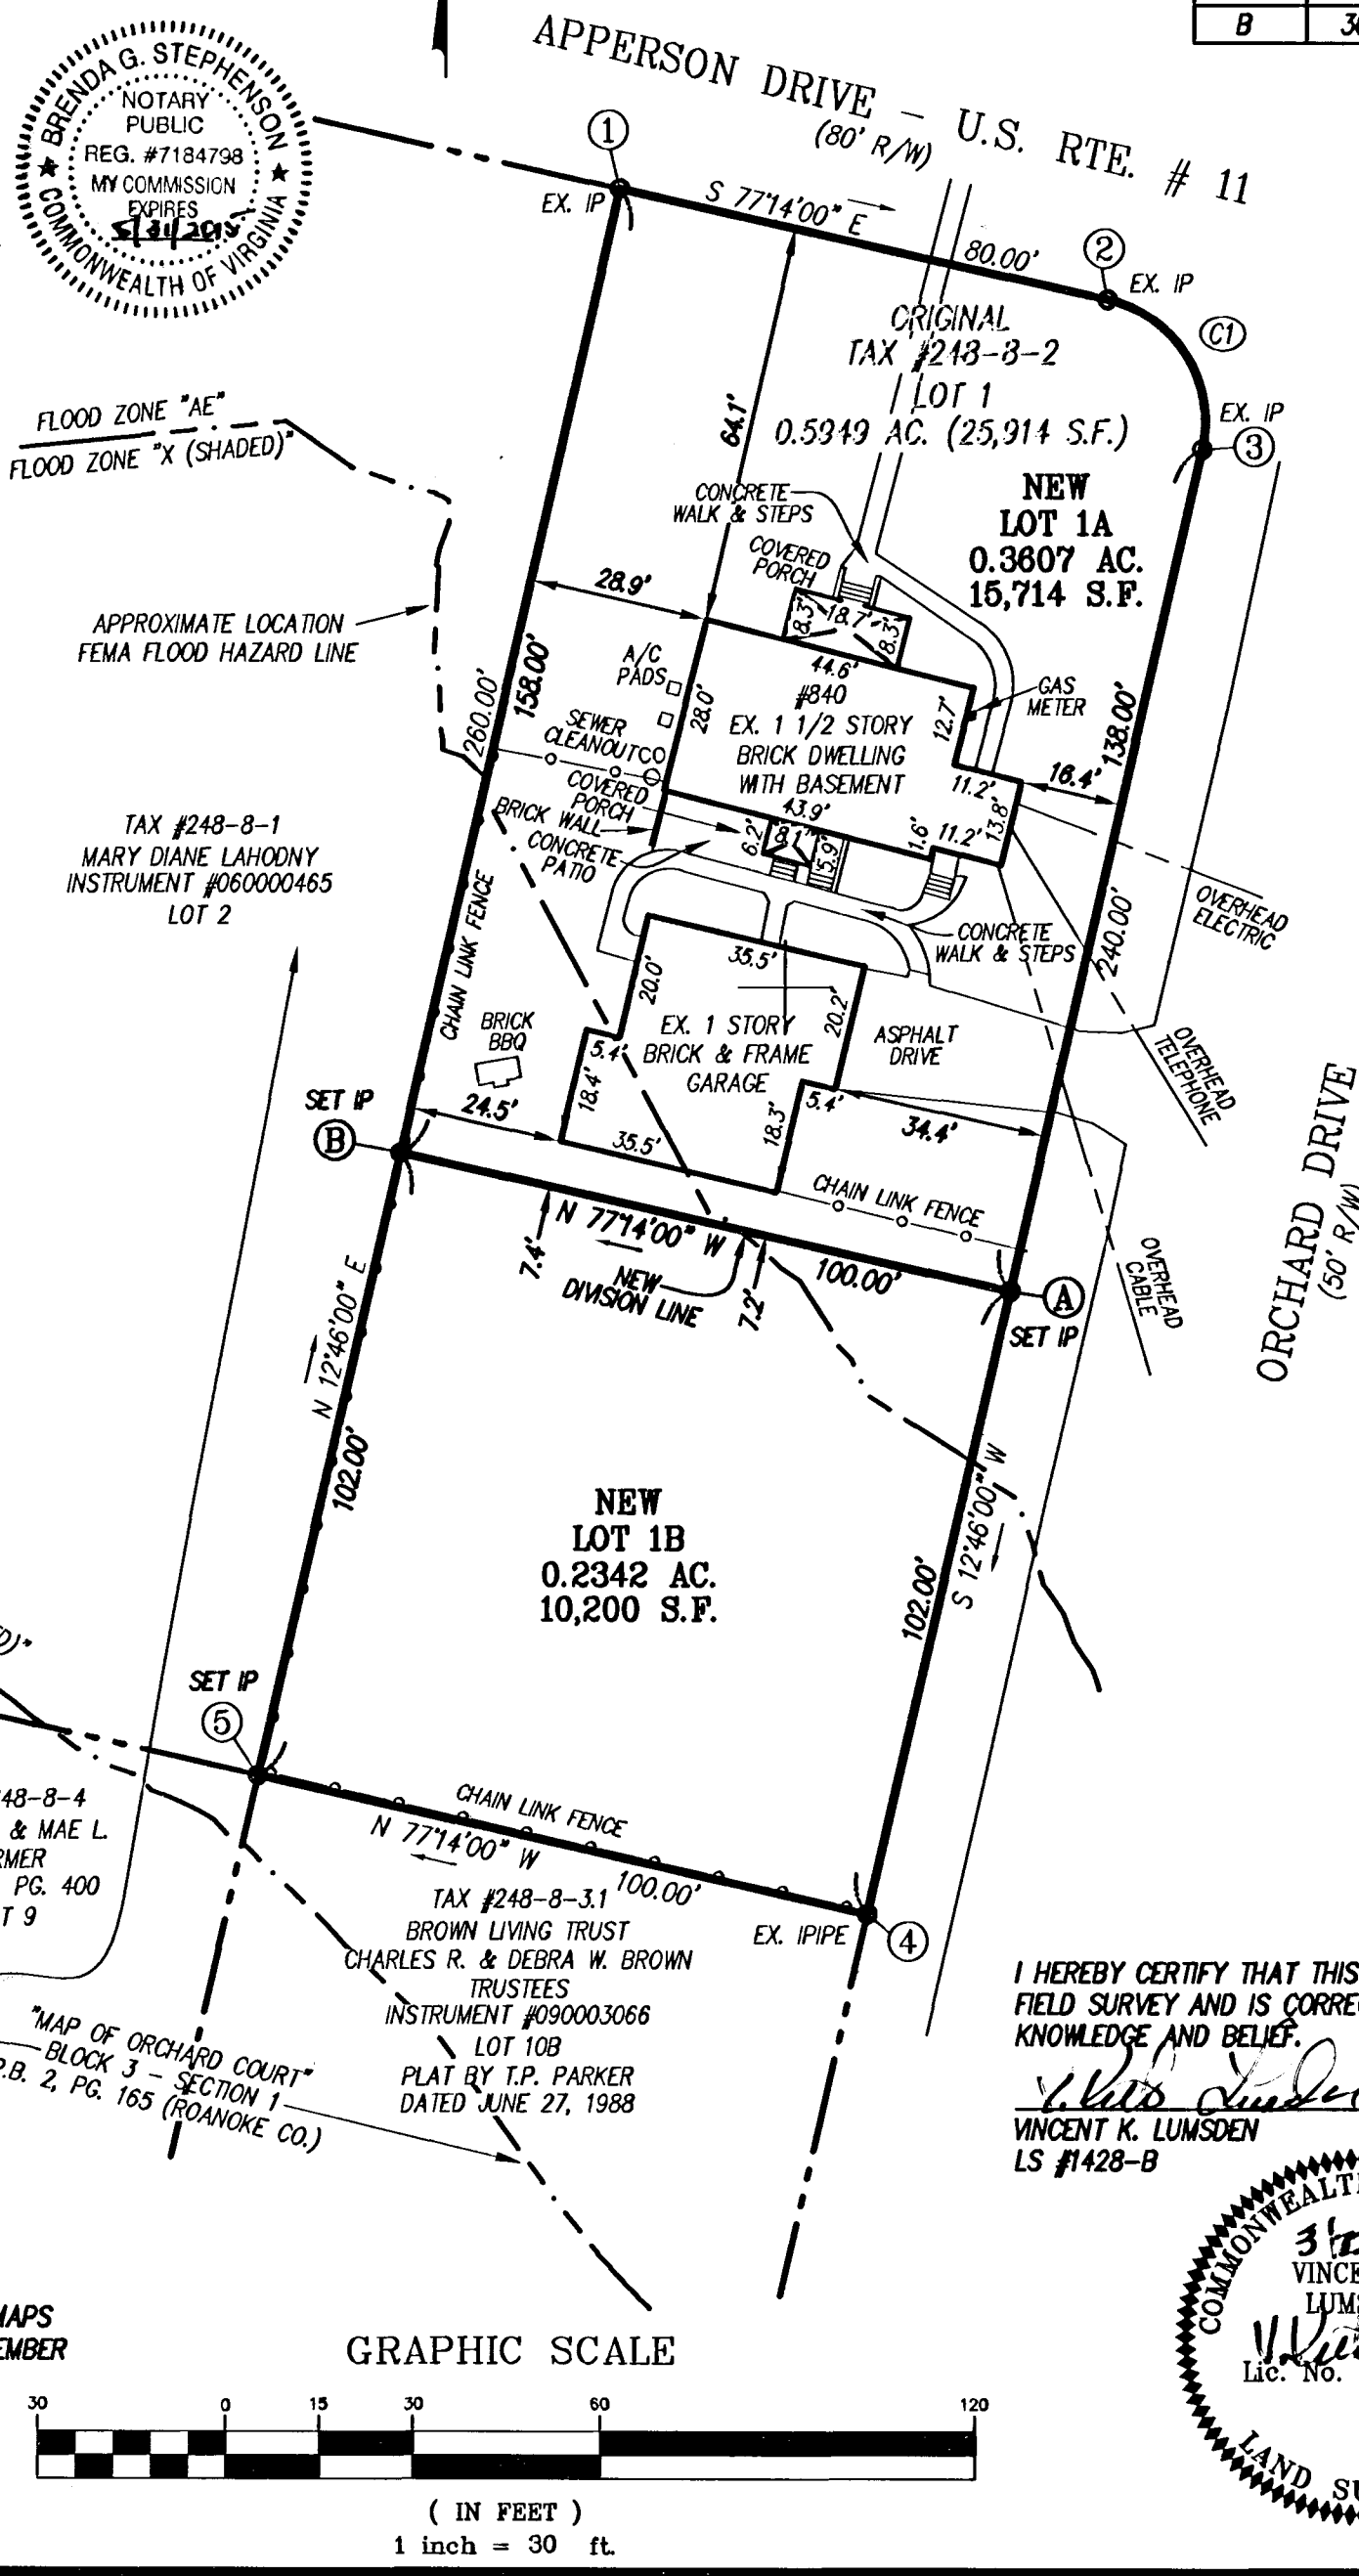 B
BRENDA G. STEPHENSON
NOTARY
PUBLIC
REG. #7184798
MY COMMISSION
EXPIRES
COMMONWEALTH OF VIRGINIA
APPERSON DRIVE - U.S. RTE. # 11
(80' R/W)
1
EX. IP
S 77°14'00" E
80.00'
2
EX. IP
C1
EX. IP
3
ORIGINAL
TAX #248-8-2
LOT 1
0.5949 AC. (25,914 S.F.)
NEW
LOT 1A
0.3607 AC.
15,714 S.F.
FLOOD ZONE "AE"
FLOOD ZONE "X (SHADED)"
64.1'
CONCRETE
WALK & STEPS
COVERED
PORCH
28.9'
8.3'
18.7'
8.3'
APPROXIMATE LOCATION
FEMA FLOOD HAZARD LINE
A/C
PADS
44.6'
#840
EX. 1 1/2 STORY
BRICK DWELLING
WITH BASEMENT
GAS
METER
260.00'
158.00'
28.0'
12.7'
138.00'
SEWER
CLEANOUT
CO
16.4'
11.2'
13.8'
COVERED
PORCH
43.9'
BRICK WALL
CONCRETE
PATIO
6.2'
8.1'
5.9'
1.6'
11.2'
TAX #248-8-1
MARY DIANE LAHODNY
INSTRUMENT #060000465
LOT 2
CHAIN LINK FENCE
OVERHEAD
ELECTRIC
CONCRETE
WALK & STEPS
240.00'
35.5'
20.0'
20.2'
EX. 1 STORY
BRICK & FRAME
GARAGE
ASPHALT
DRIVE
BRICK
BBQ
5.4'
18.4'
18.3'
5.4'
OVERHEAD
TELEPHONE
SET IP
B
24.5'
35.5'
34.4'
CHAIN LINK FENCE
ORCHARD DRIVE
(50' R/W)
N 77°14'00" W
100.00'
7.4'
NEW
DIVISION LINE
7.2'
A
SET IP
OVERHEAD
CABLE
N 12°46'00" E
102.00'
NEW
LOT 1B
0.2342 AC.
10,200 S.F.
S 12°46'00" W
102.00'
SET IP
5
CHAIN LINK FENCE
N 77°14'00" W
100.00'
EX. IPIPE
4
48-8-4
& MAE L.
RMER
PG. 400
T 9
TAX #248-8-3.1
BROWN LIVING TRUST
CHARLES R. & DEBRA W. BROWN
TRUSTEES
INSTRUMENT #090003066
LOT 10B
PLAT BY T.P. PARKER
DATED JUNE 27, 1988
"MAP OF ORCHARD COURT"
BLOCK 3 - SECTION 1
P.B. 2, PG. 165 (ROANOKE CO.)
I HEREBY CERTIFY THAT THIS
FIELD SURVEY AND IS CORRE
KNOWLEDGE AND BELIEF.
VINCENT K. LUMSDEN
LS #1428-B
COMMONWEALT
VINCE
LUMS
Lic. No.
LAND SU
MAPS
EMBER
GRAPHIC SCALE
30 0 15 30 60 120
( IN FEET )
1 inch = 30 ft.